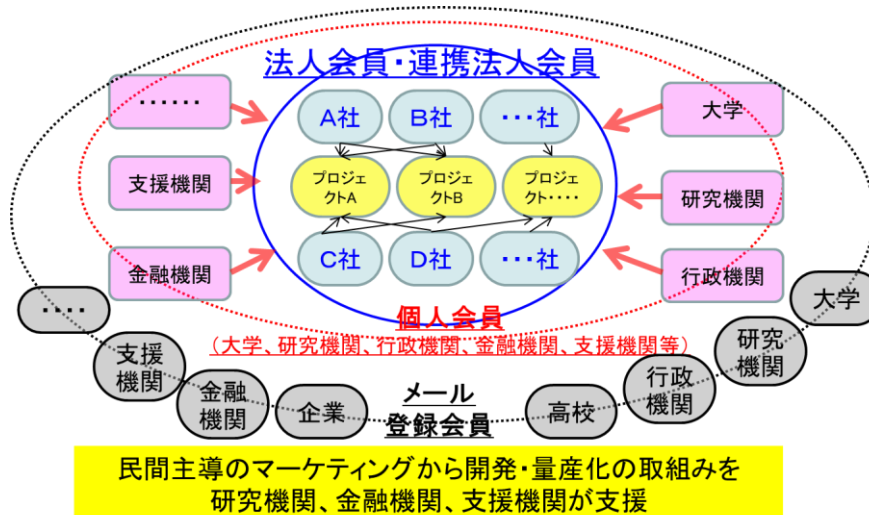 法人会員・連携法人会員
・・・・・・
A社
B社
・・・社
大学
支援機関
プロジェ
クトA
プロジェ
クトB
プロジェ
クト・・・・
研究機関
金融機関
C社
D社
・・・社
行政機関
個人会員
（大学、研究機関、行政機関、金融機関、支援機関等）
・・・・
支援
機関
金融
機関
企業
メール
登録会員
高校
行政
機関
研究
機関
大学
民間主導のマーケティングから開発・量産化の取組みを
研究機関、金融機関、支援機関が支援